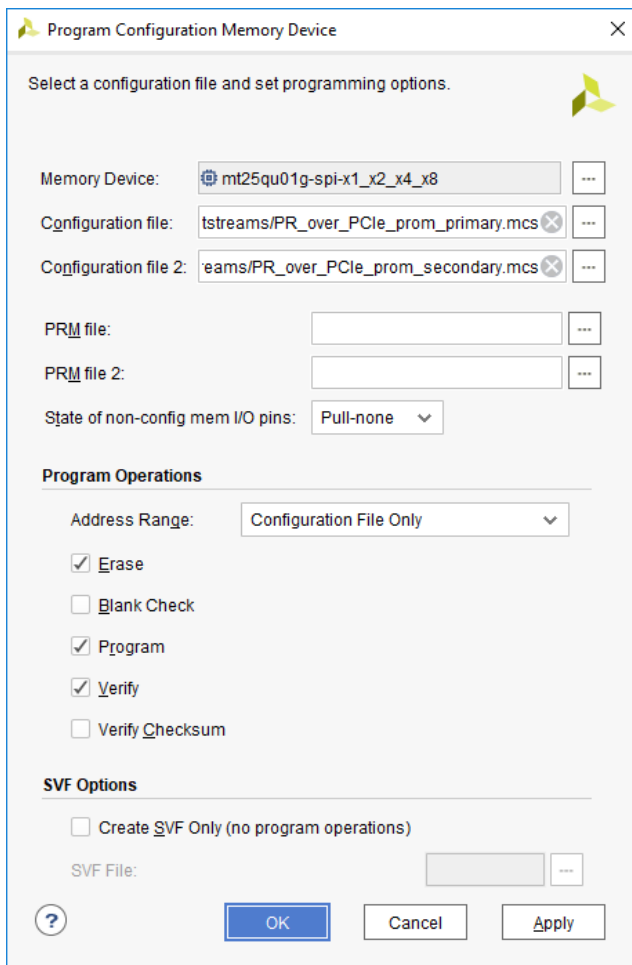 Program Configuration Memory Device
Select a configuration file and set programming options.
Memory Device: mt25qu01g-spi-x1_x2_x4_x8 ...
Configuration file: tstreams/PR_over_PCIe_prom_primary.mcs ...
Configuration file 2: reams/PR_over_PCIe_prom_secondary.mcs ...
PRM file: ...
PRM file 2: ...
State of non-config mem I/O pins: Pull-none
Program Operations
Address Range: Configuration File Only
Erase
Blank Check
Program
Verify
Verify Checksum
SVF Options
Create SVF Only (no program operations)
SVF File: ...
? OK Cancel Apply